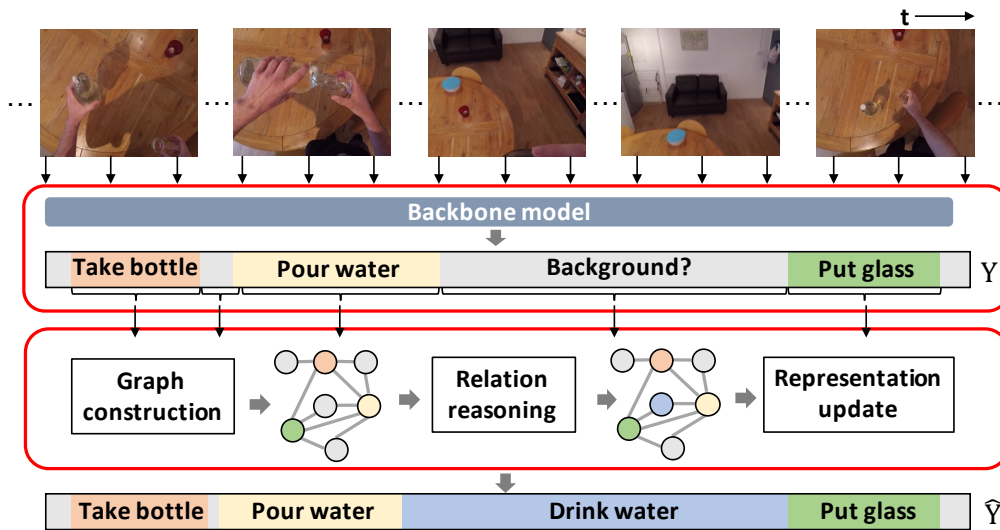 t
... ... ... ... ... ...
Backbone model
Take bottle Pour water Background? Put glass Y
Graph construction
Relation reasoning
Representation update
Take bottle Pour water Drink water Put glass Ŷ